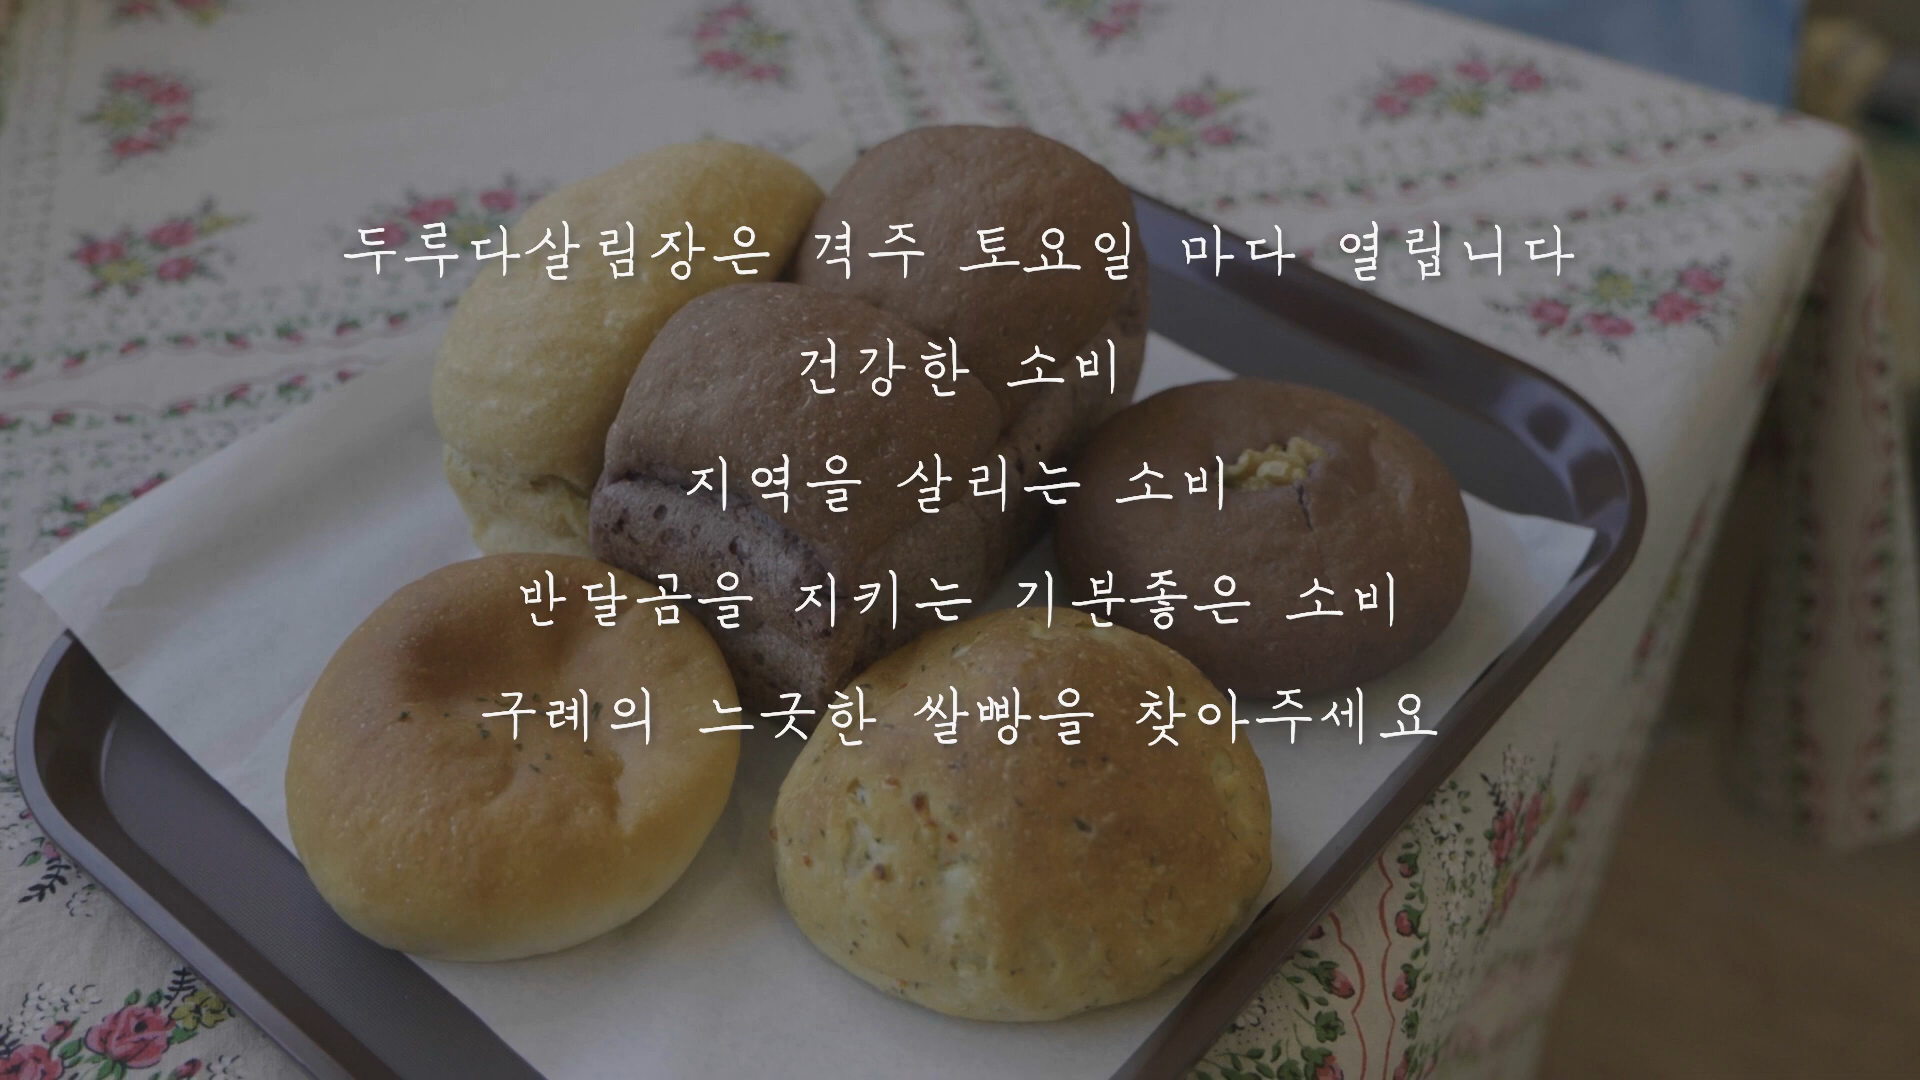 두루다살림장은 격주 토요일 마다 열립니다
건강한 소비
지역을 살리는 소비
반달곰을 지키는 기분좋은 소비
구례의 느긋한 쌀빵을 찾아주세요